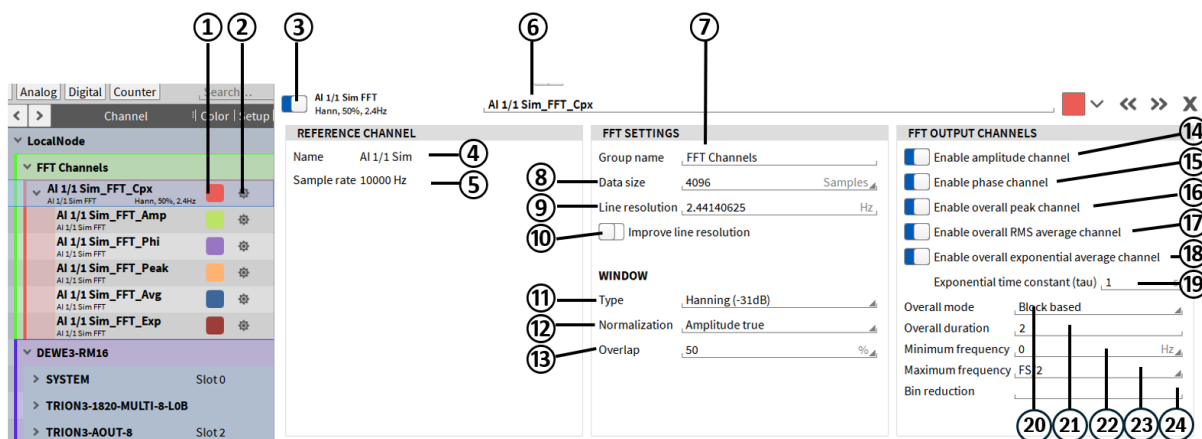 1 2 3 6 7
Analog Digital Counter Search...
AI 1/1 Sim FFT
Hann, 50%, 2.4Hz
AI 1/1 Sim_FFT_Cpx
< > Channel Color Setup
LocalNode
FFT Channels
AI 1/1 Sim_FFT_Cpx
AI 1/1 Sim FFT Hann, 50%, 2.4Hz
AI 1/1 Sim_FFT_Amp
AI 1/1 Sim FFT
AI 1/1 Sim_FFT_Phi
AI 1/1 Sim FFT
AI 1/1 Sim_FFT_Peak
AI 1/1 Sim FFT
AI 1/1 Sim_FFT_Avg
AI 1/1 Sim FFT
AI 1/1 Sim_FFT_Exp
AI 1/1 Sim FFT
DEWE3-RM16
SYSTEM Slot 0
TRION3-1820-MULTI-8-L0B
TRION3-AOUT-8 Slot 2
REFERENCE CHANNEL
Name AI 1/1 Sim 4
Sample rate 10000 Hz 5
FFT SETTINGS
Group name FFT Channels
8 Data size 4096 Samples
9 Line resolution 2.44140625 Hz
10 Improve line resolution
WINDOW
11 Type Hanning (-31dB)
12 Normalization Amplitude true
13 Overlap 50 %
FFT OUTPUT CHANNELS
Enable amplitude channel 14
Enable phase channel 15
Enable overall peak channel 16
Enable overall RMS average channel 17
Enable overall exponential average channel 18
Exponential time constant (tau) 1 19
Overall mode Block based
Overall duration 2
Minimum frequency 0 Hz
Maximum frequency FS/2
Bin reduction
20 21 22 23 24